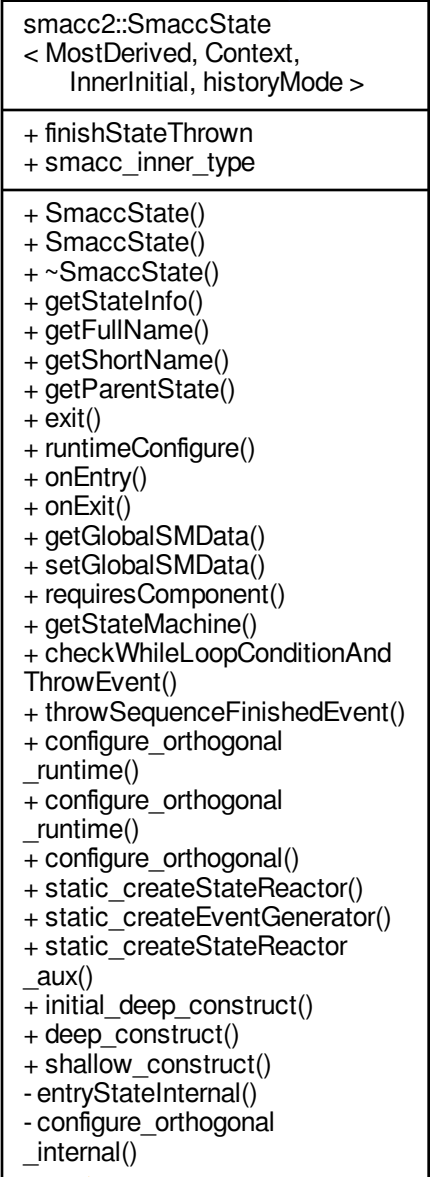 smacc2::SmaccState
< MostDerived, Context,
InnerInitial, historyMode >
+ finishStateThrown
+ smacc_inner_type
+ SmaccState()
+ SmaccState()
+ ~SmaccState()
+ getStateInfo()
+ getFullName()
+ getShortName()
+ getParentState()
+ exit()
+ runtimeConfigure()
+ onEntry()
+ onExit()
+ getGlobalSMData()
+ setGlobalSMData()
+ requiresComponent()
+ getStateMachine()
+ checkWhileLoopConditionAnd
ThrowEvent()
+ throwSequenceFinishedEvent()
+ configure_orthogonal
_runtime()
+ configure_orthogonal
_runtime()
+ configure_orthogonal()
+ static_createStateReactor()
+ static_createEventGenerator()
+ static_createStateReactor
_aux()
+ initial_deep_construct()
+ deep_construct()
+ shallow_construct()
- entryStateInternal()
- configure_orthogonal
_internal()